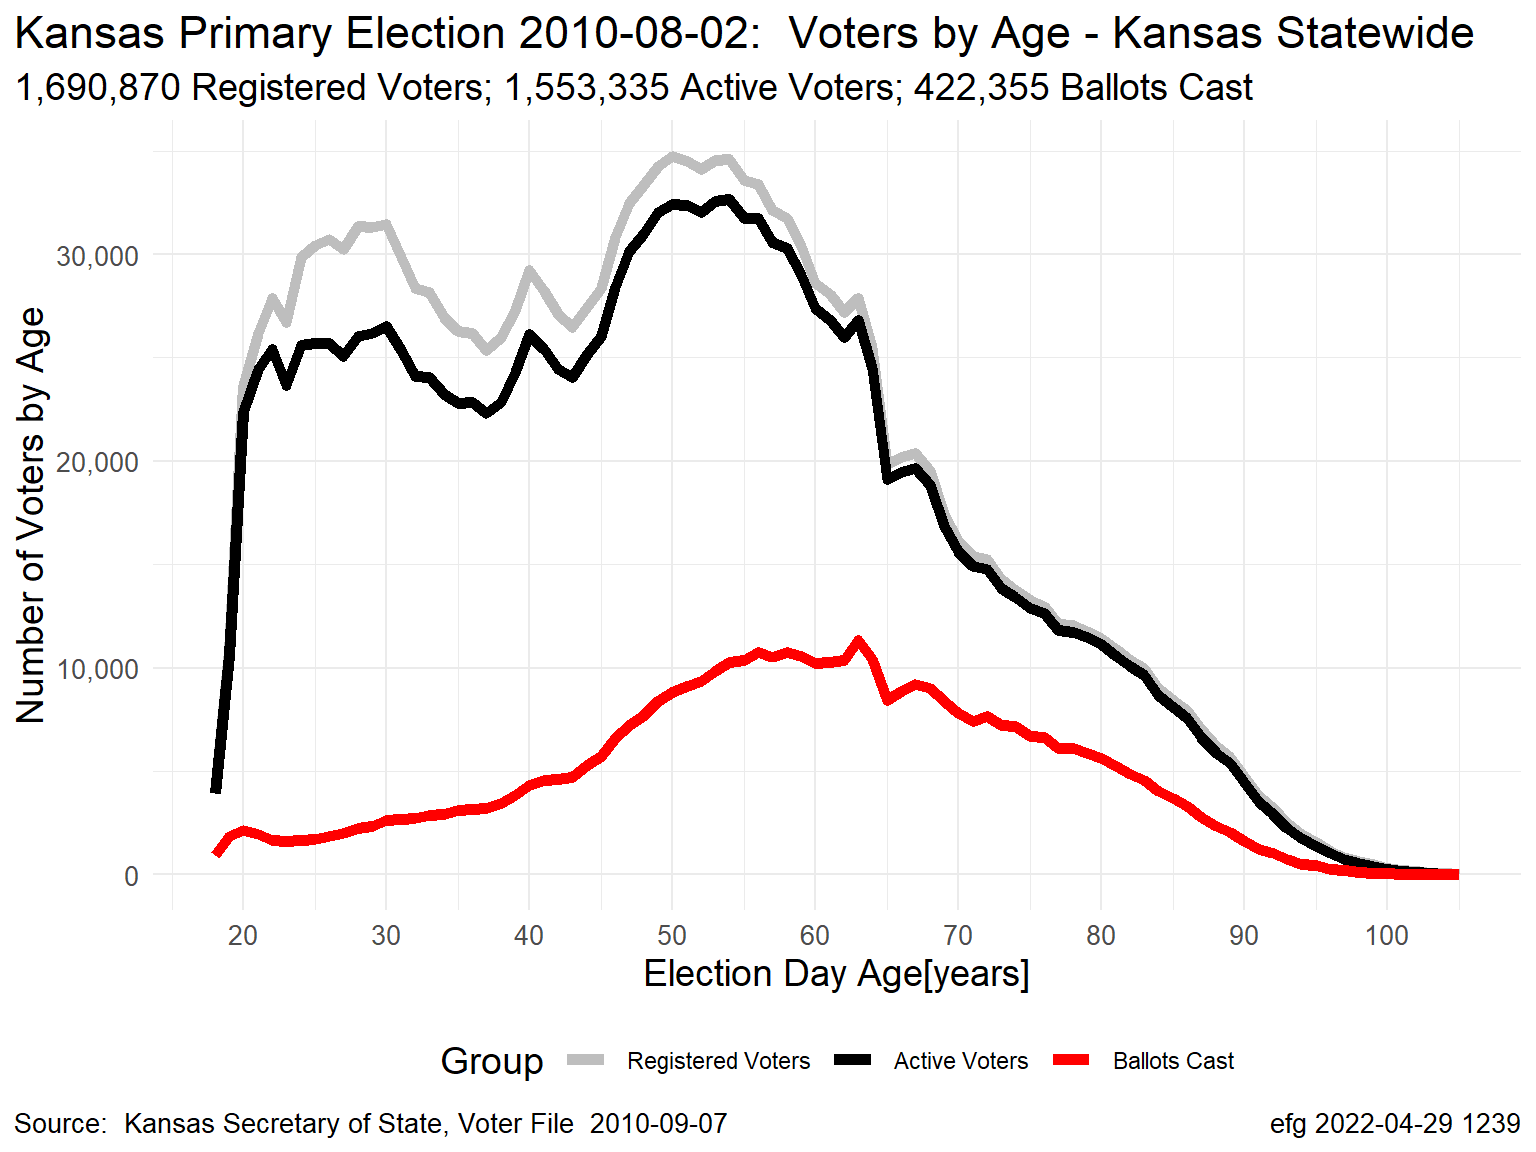 Kansas Primary Election 2010-08-02:  Voters by Age - Kansas Statewide
1,690,870 Registered Voters; 1,553,335 Active Voters; 422,355 Ballots Cast
Number of Voters by Age
30,000
20,000
10,000
0
20 30 40 50 60 70 80 90 100
Election Day Age[years]
Group Registered Voters Active Voters Ballots Cast
Source:  Kansas Secretary of State, Voter File  2010-09-07
efg 2022-04-29 1239